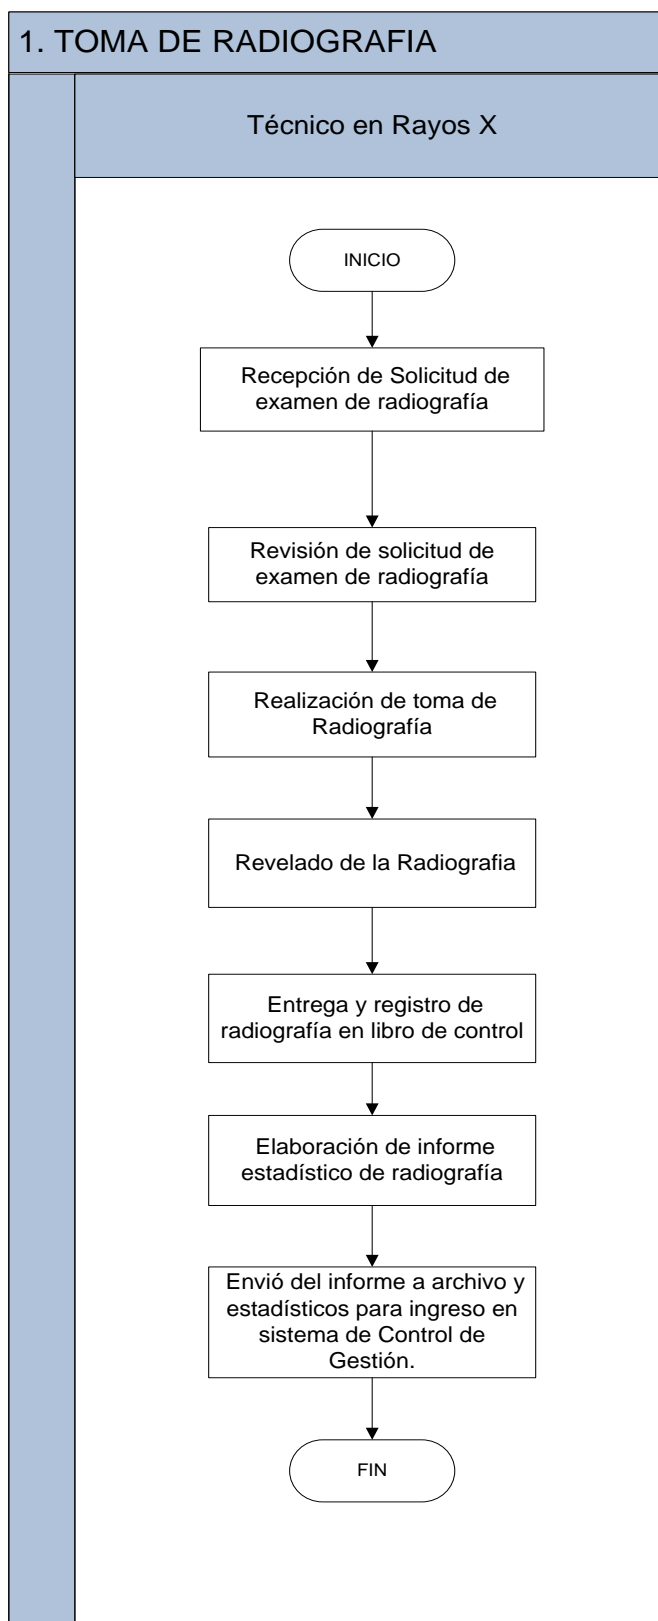 1. TOMA DE RADIOGRAFIA
Técnico en Rayos X
INICIO
Recepción de Solicitud de
examen de radiografía
Revisión de solicitud de
examen de radiografía
Realización de toma de
Radiografía
Revelado de la Radiografia
Entrega y registro de
radiografía en libro de control
Elaboración de informe
estadístico de radiografía
Envió del informe a archivo y
estadísticos para ingreso en
sistema de Control de
Gestión.
FIN